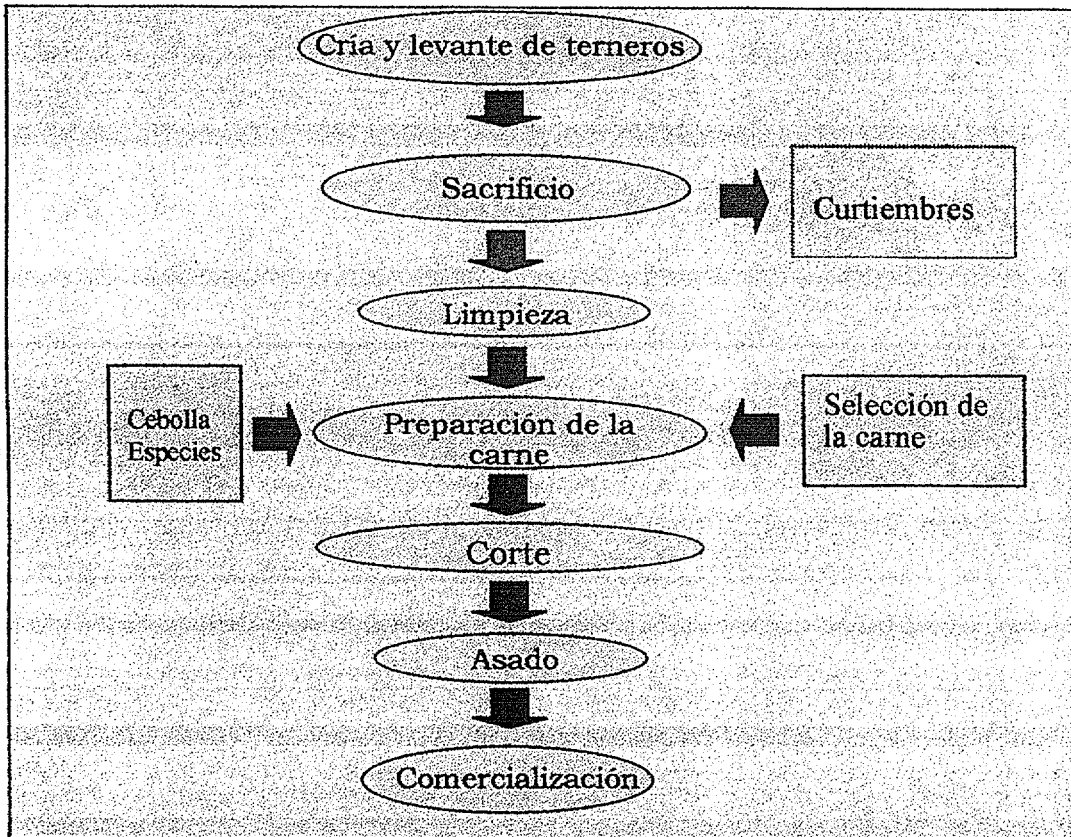 Cría y levante de terneros
Sacrificio
Curtiembres
Limpieza
Cebolla
Especies
Preparación de la
carne
Selección de
la carne
Corte
Asado
Comercialización